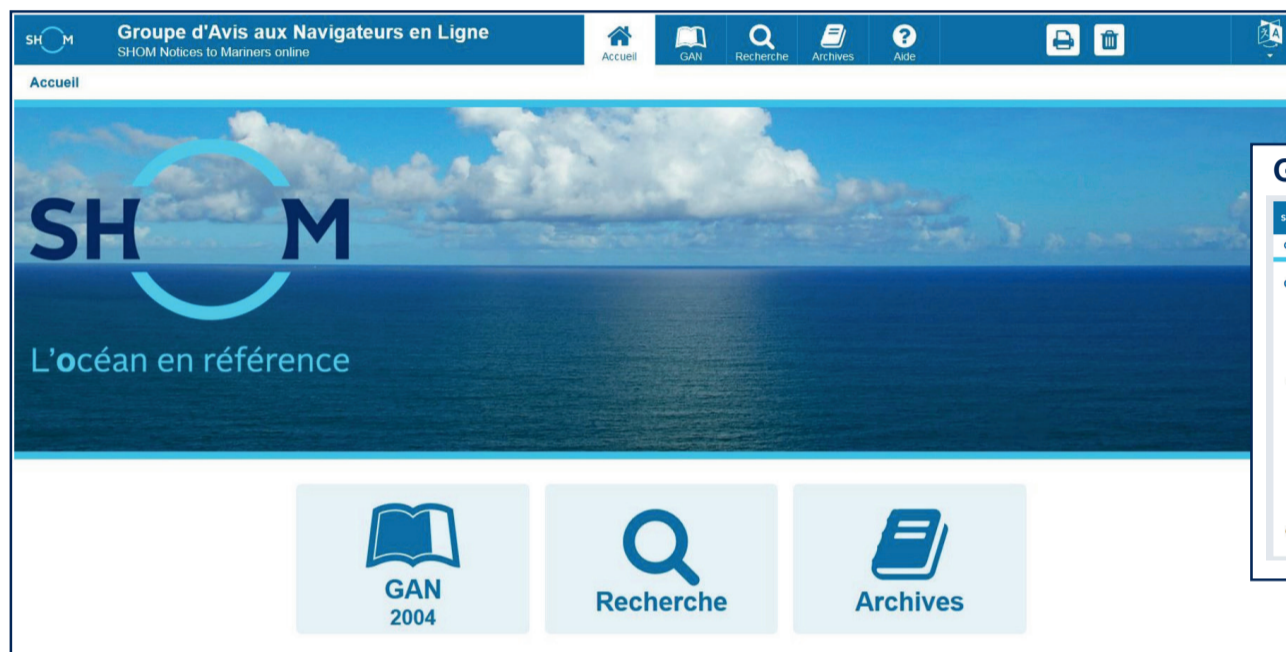 SHOM
Groupe d'Avis aux Navigateurs en Ligne
SHOM Notices to Mariners online
Accueil
GAN
Recherche
Archives
Aide
Accueil
SHOM
L'océan en référence
GAN
2004
Recherche
Archives